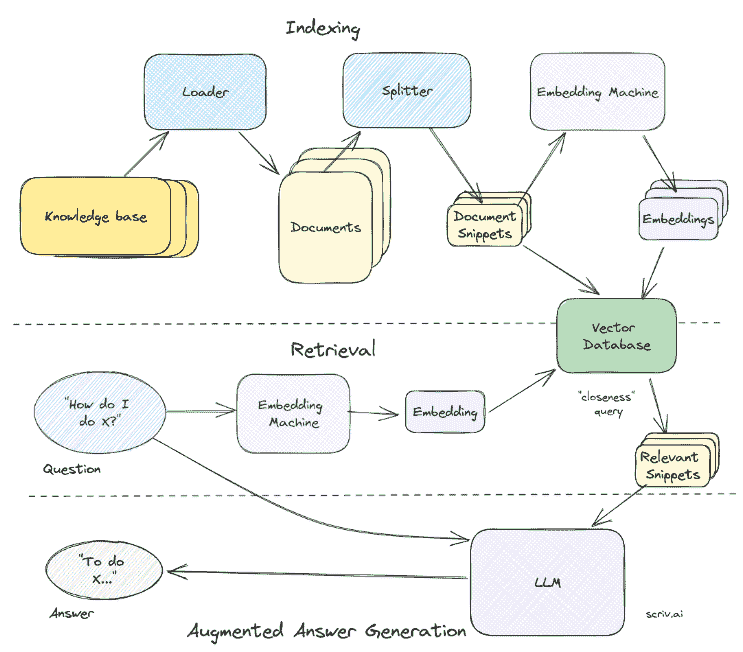 Indexing
Loader
Splitter
Embedding Machine
Knowledge base
Documents
Document
Snippets
Embeddings
Vector
Database
Retrieval
"How do I
do X?"
Embedding
Machine
Embedding
"closeness"
query
Question
Relevant
Snippets
"To do
X..."
LLM
Answer
scriv.ai
Augmented Answer Generation